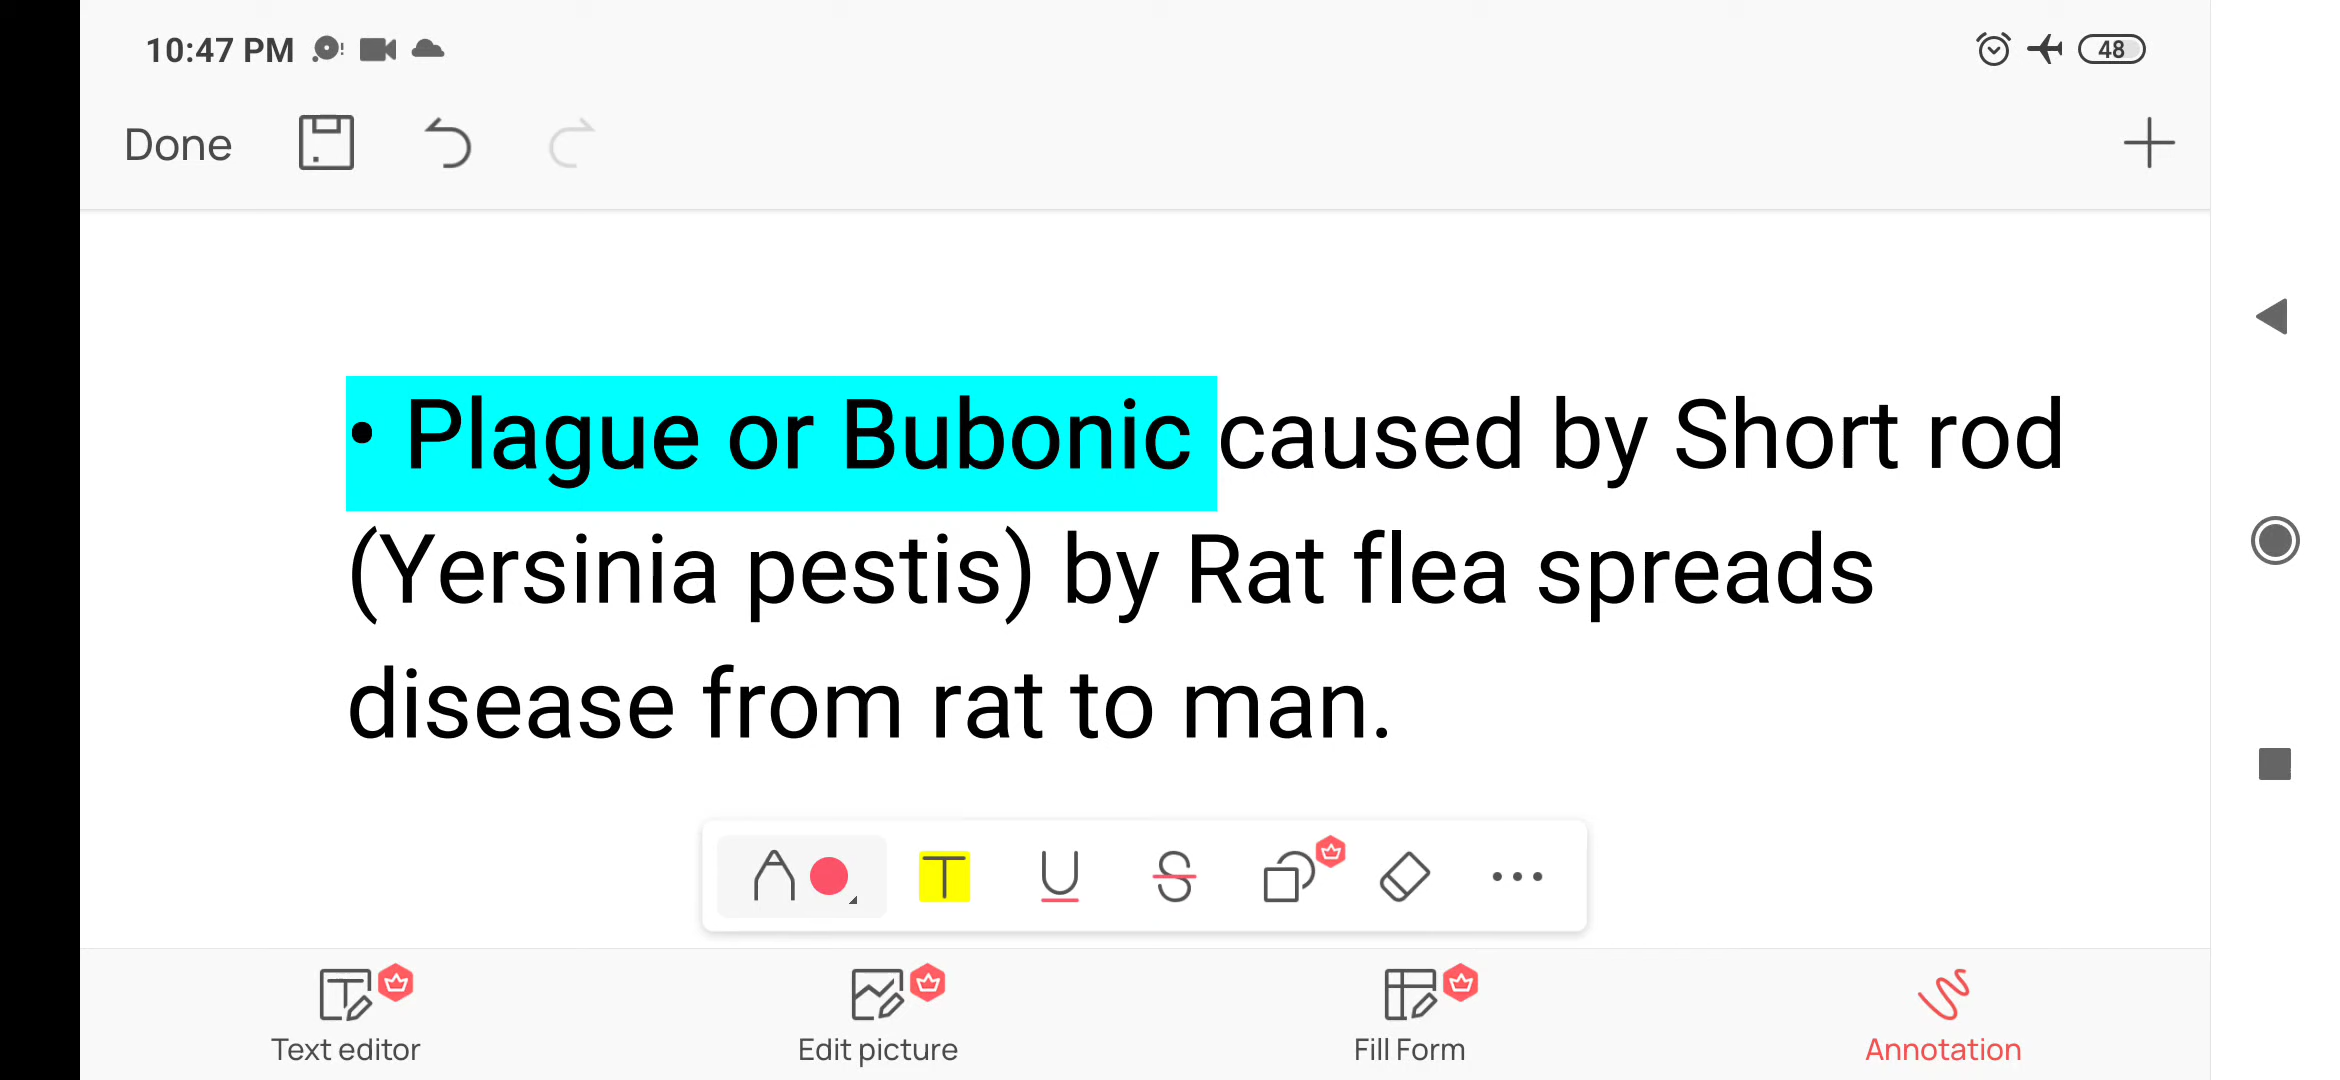 10:47 PM
48
Done
• Plague or Bubonic caused by Short rod
(Yersinia pestis) by Rat flea spreads
disease from rat to man.
T U S
Text editor
Edit picture
Fill Form
Annotation